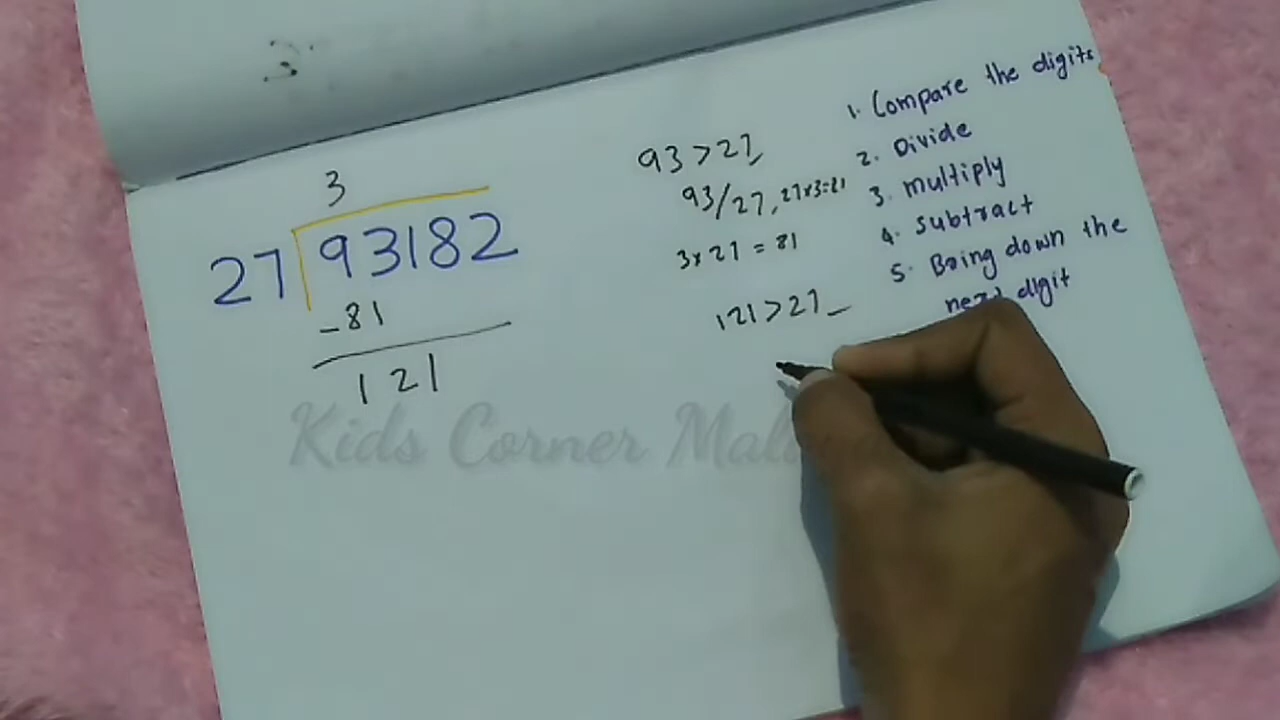 3
27 93182
-81
121
93>27
93/27, 27x3=81
3x27 = 81
121>27
1. Compare the digits
2. Divide
3. multiply
4. subtract
5. Bring down the
next digit
Kids Corner